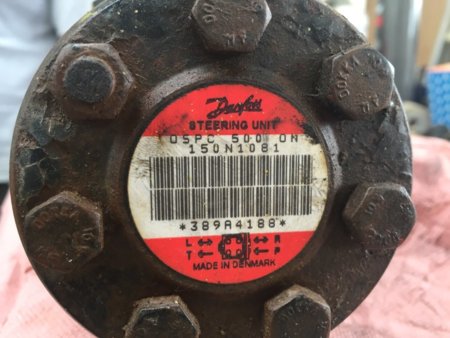 Danfoss
STEERING UNIT
OSPC 500 ON
150N1081
*389A4188*
L R
T P
MADE IN DENMARK